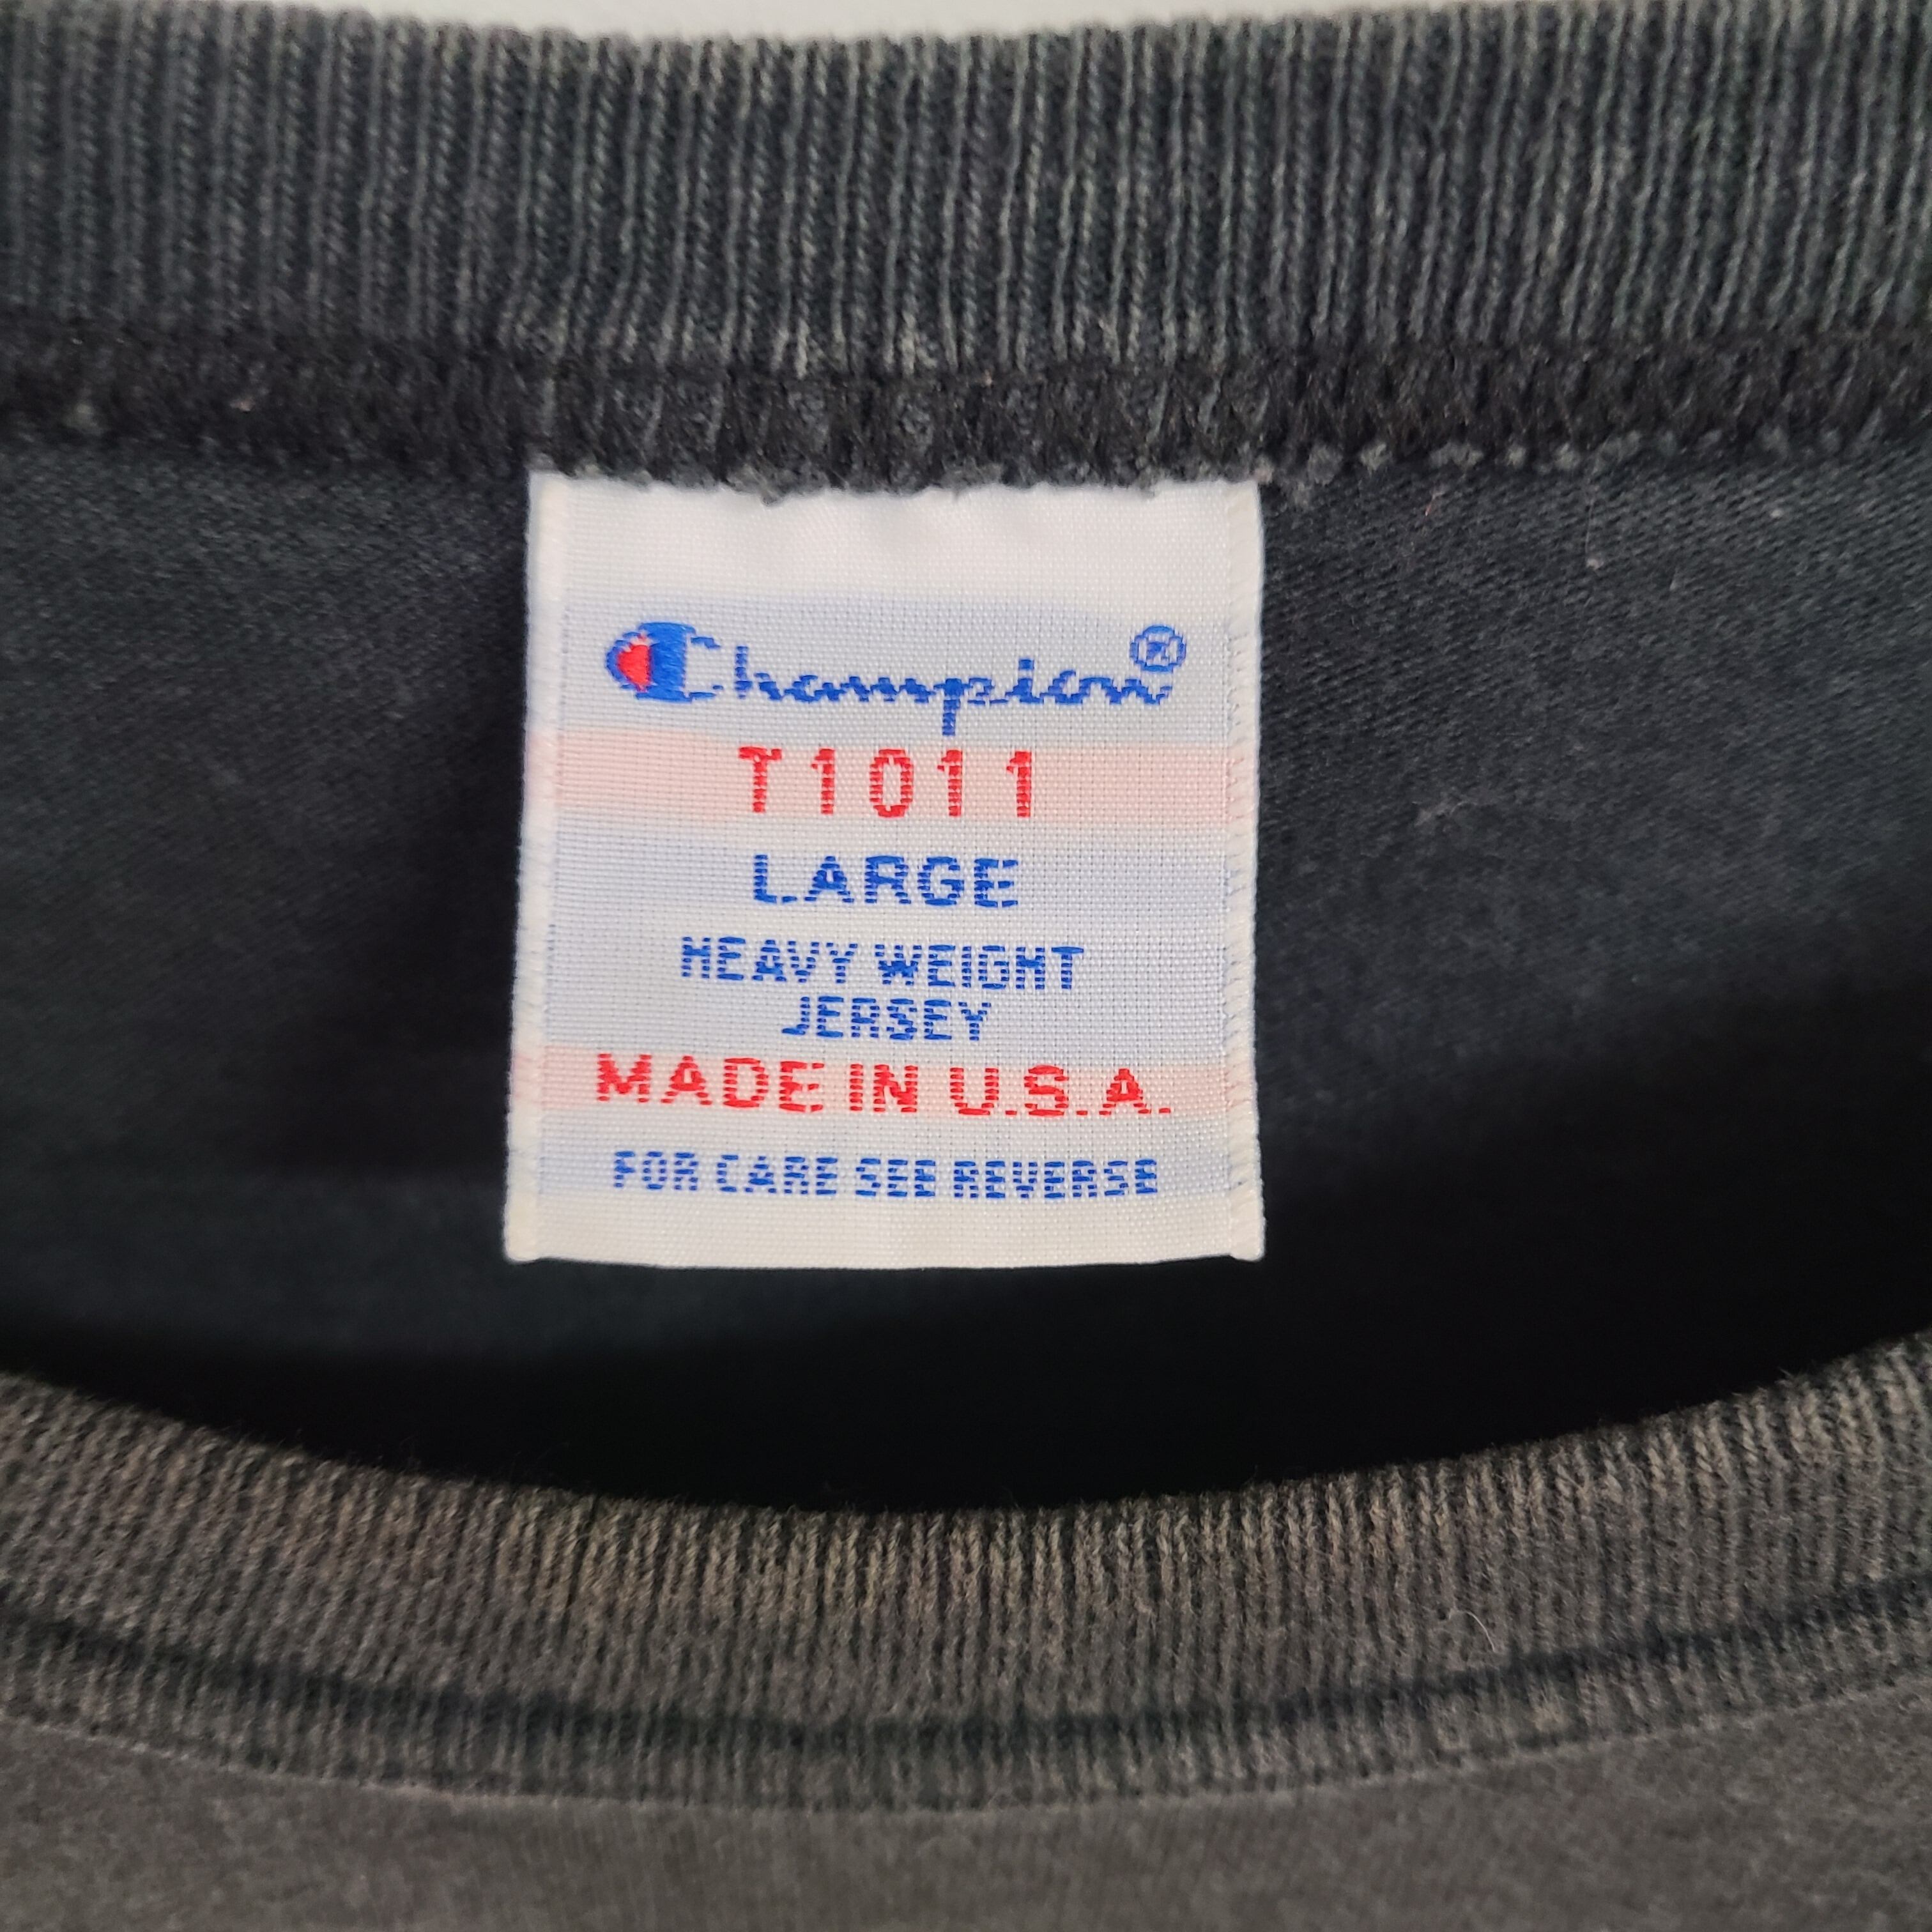 Champion®
T1011
LARGE
HEAVY WEIGHT
JERSEY
MADE IN U.S.A.
FOR CARE SEE REVERSE